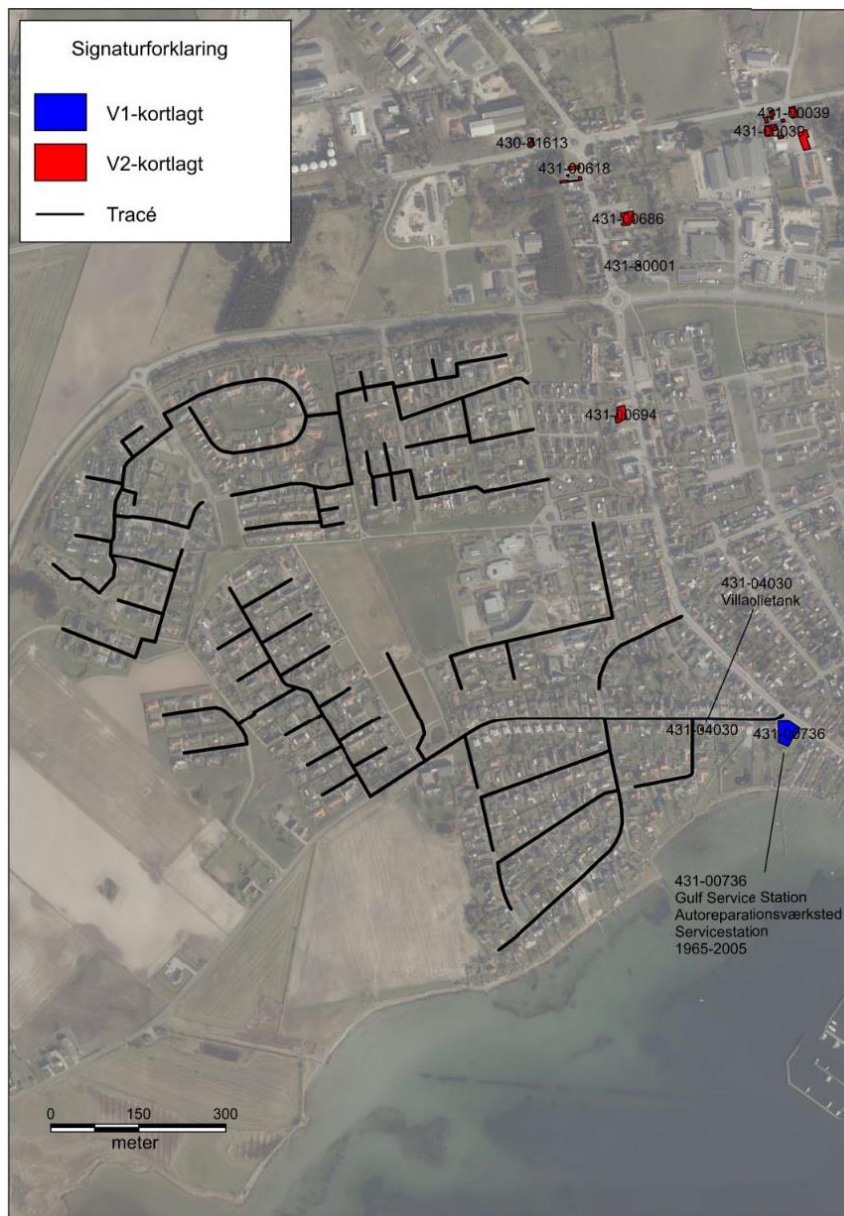 Signaturforklaring
V1-kortlagt
V2-kortlagt
Tracé
431-00039
431-00039
430-81613
431-00618
431-00686
431-80001
431-00694
431-04030
Villaolietank
431-04030
431-00736
431-00736
Gulf Service Station
Autoreparationsværksted
Servicestation
1965-2005
0 150 300
meter